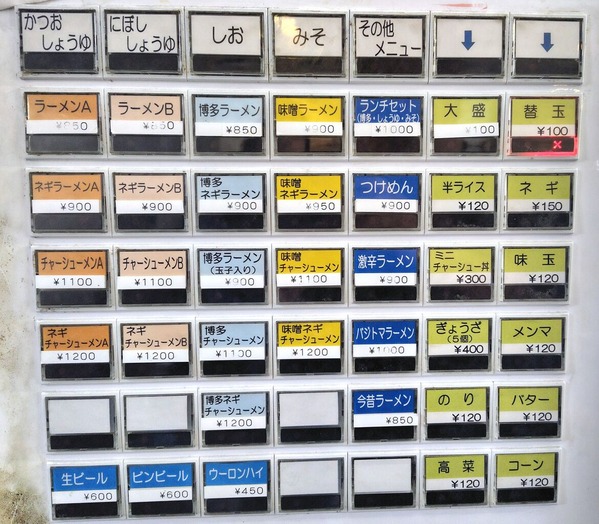 かつお
しょうゆ
にぼし
しょうゆ
しお
みそ
その他
メニュー
↓
↓
ラーメンA
¥850
ラーメンB
¥850
博多ラーメン
¥850
味噌ラーメン
¥900
ランチセット
(博多・しょうゆ・みそ)
¥1000
大盛
¥100
替玉
¥100
×
ネギラーメンA
¥900
ネギラーメンB
¥900
博多
ネギラーメン
¥900
味噌
ネギラーメン
¥950
つけめん
¥900
半ライス
¥120
ネギ
¥150
チャーシューメンA
¥1100
チャーシューメンB
¥1100
博多ラーメン
(玉子入り)
¥900
味噌
チャーシューメン
¥1100
激辛ラーメン
¥900
ミニ
チャーシュー丼
¥300
味玉
¥120
ネギ
チャーシューメンA
¥1200
ネギ
チャーシューメンB
¥1200
博多
チャーシューメン
¥1100
味噌ネギ
チャーシューメン
¥1200
バジトマラーメン
¥1000
ぎょうざ
(5個)
¥400
メンマ
¥120
博多ネギ
チャーシューメン
¥1200
今昔ラーメン
¥850
のり
¥120
バター
¥120
生ビール
¥600
ビンビール
¥600
ウーロンハイ
¥450
高菜
¥120
コーン
¥120